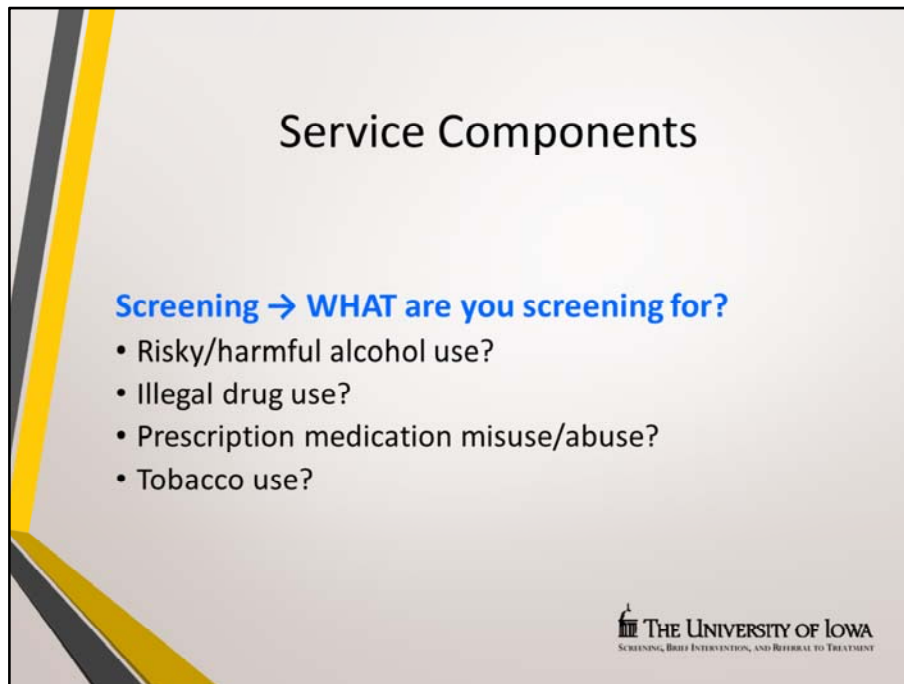 Service Components
Screening → WHAT are you screening for?
• Risky/harmful alcohol use?
• Illegal drug use?
• Prescription medication misuse/abuse?
• Tobacco use?
THE UNIVERSITY OF IOWA
SCREENING, BRIEF INTERVENTION, AND REFERRAL TO TREATMENT